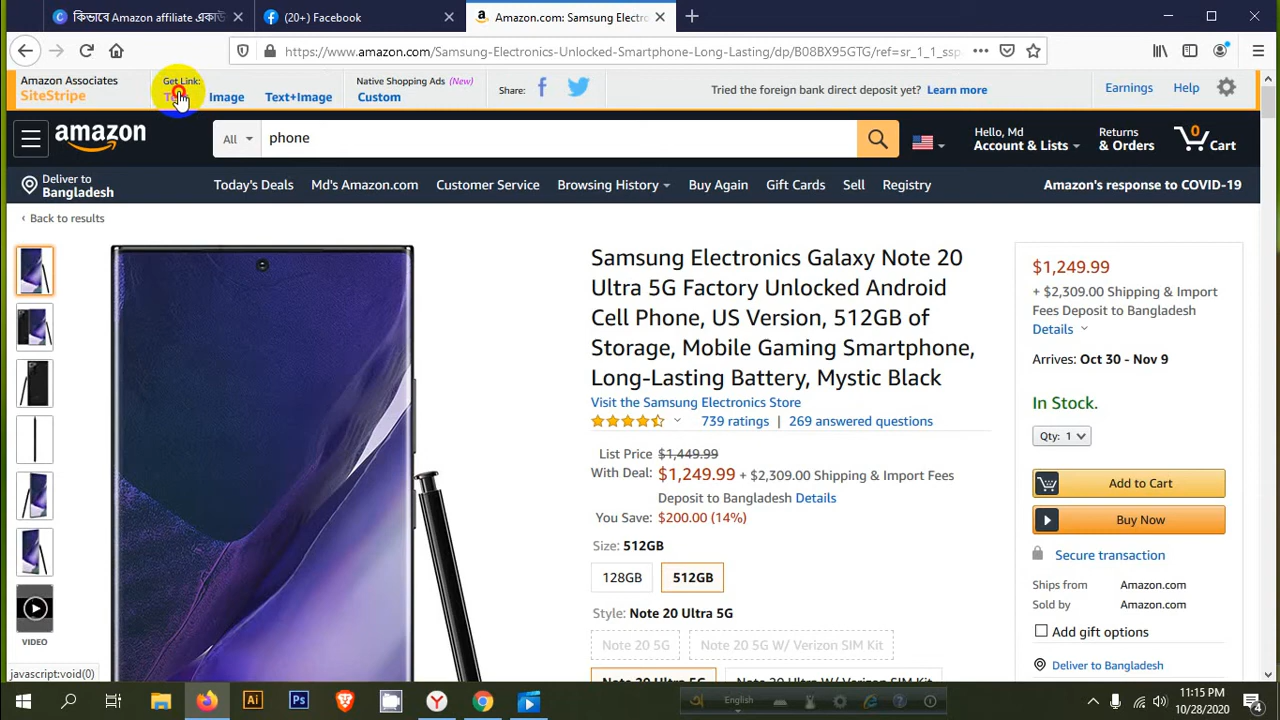 কিভাবে Amazon affiliate একাউ
(20+) Facebook
Amazon.com: Samsung Electro
https://www.amazon.com/Samsung-Electronics-Unlocked-Smartphone-Long-Lasting/dp/B08BX95GTG/ref=sr_1_1_ssp
Amazon Associates
SiteStripe
Get Link:
Image
Text+Image
Native Shopping Ads (New)
Custom
Share:
Tried the foreign bank direct deposit yet? Learn more
Earnings
Help
amazon
All
phone
Hello, Md
Account & Lists
Returns
& Orders
0
Cart
Deliver to
Bangladesh
Today's Deals
Md's Amazon.com
Customer Service
Browsing History
Buy Again
Gift Cards
Sell
Registry
Amazon's response to COVID-19
‹ Back to results
Samsung Electronics Galaxy Note 20
Ultra 5G Factory Unlocked Android
Cell Phone, US Version, 512GB of
Storage, Mobile Gaming Smartphone,
Long-Lasting Battery, Mystic Black
Visit the Samsung Electronics Store
739 ratings | 269 answered questions
List Price $1,449.99
With Deal: $1,249.99 + $2,309.00 Shipping & Import Fees
Deposit to Bangladesh Details
You Save: $200.00 (14%)
Size: 512GB
128GB
512GB
Style: Note 20 Ultra 5G
Note 20 5G
Note 20 5G W/ Verizon SIM Kit
Note 20 Ultra 5G
Note 20 Ultra W/ Verizon SIM Kit
$1,249.99
+ $2,309.00 Shipping & Import
Fees Deposit to Bangladesh
Details
Arrives: Oct 30 - Nov 9
In Stock.
Qty: 1
Add to Cart
Buy Now
Secure transaction
Ships from Amazon.com
Sold by Amazon.com
Add gift options
Deliver to Bangladesh
VIDEO
javascript:void(0)
Ai
Ps
English
11:15 PM
10/28/2020
4